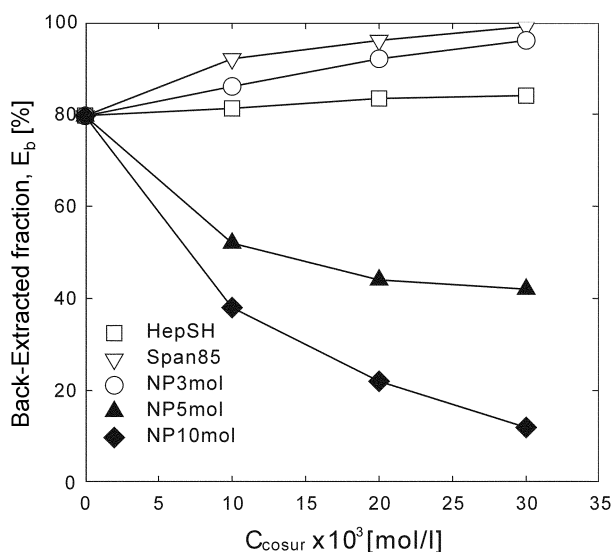 Back-Extracted fraction, E_b [%]
100
80
60
40
20
0
HepSH
Span85
NP3mol
NP5mol
NP10mol
0 5 10 15 20 25 30 35
C_cosur x10³[mol/l]